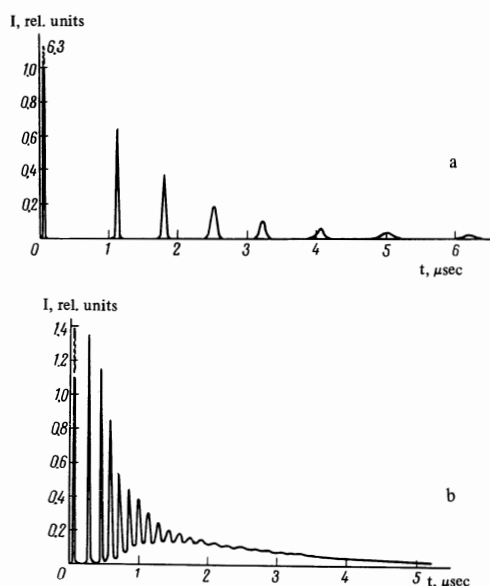 I, rel. units
6.3
1,0
0,8
0,6
0,4
0,2
a
0 1 2 3 4 5 6
t, μsec
I, rel. units
1,4
1,2
1,0
0,8
0,6
0,4
0,2
b
0 1 2 3 4 5
t, μsec